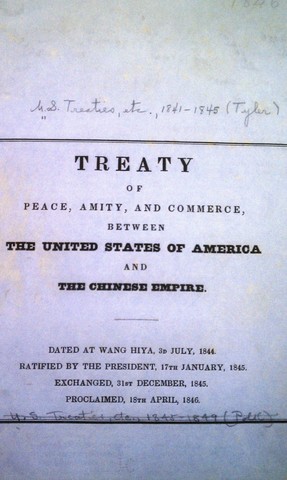 1846
U.S. Treaties, etc., 1841-1845 (Tyler)
"
TREATY
OF
PEACE, AMITY, AND COMMERCE,
BETWEEN
THE UNITED STATES OF AMERICA
AND
THE CHINESE EMPIRE.
DATED AT WANG HIYA, 3D JULY, 1844.
RATIFIED BY THE PRESIDENT, 17TH JANUARY, 1845.
EXCHANGED, 31ST DECEMBER, 1845.
PROCLAIMED, 18TH APRIL, 1846.
U.S. Treaties, etc., 1845-1849 (Polk)